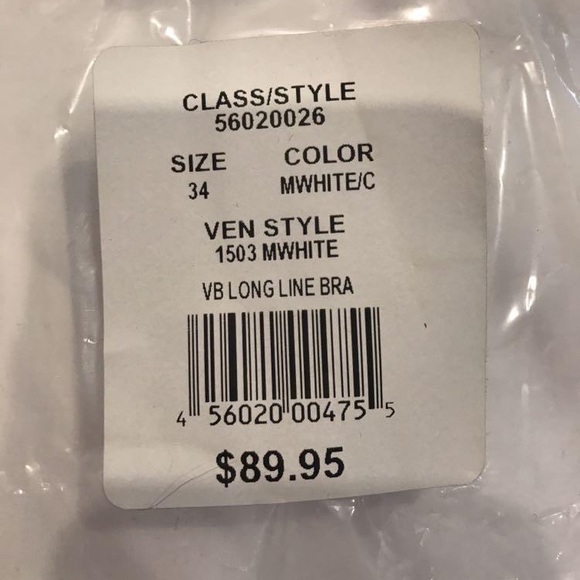 CLASS/STYLE
56020026
SIZE COLOR
34 MWHITE/C
VEN STYLE
1503 MWHITE
VB LONG LINE BRA
4 56020 00475 5
$89.95